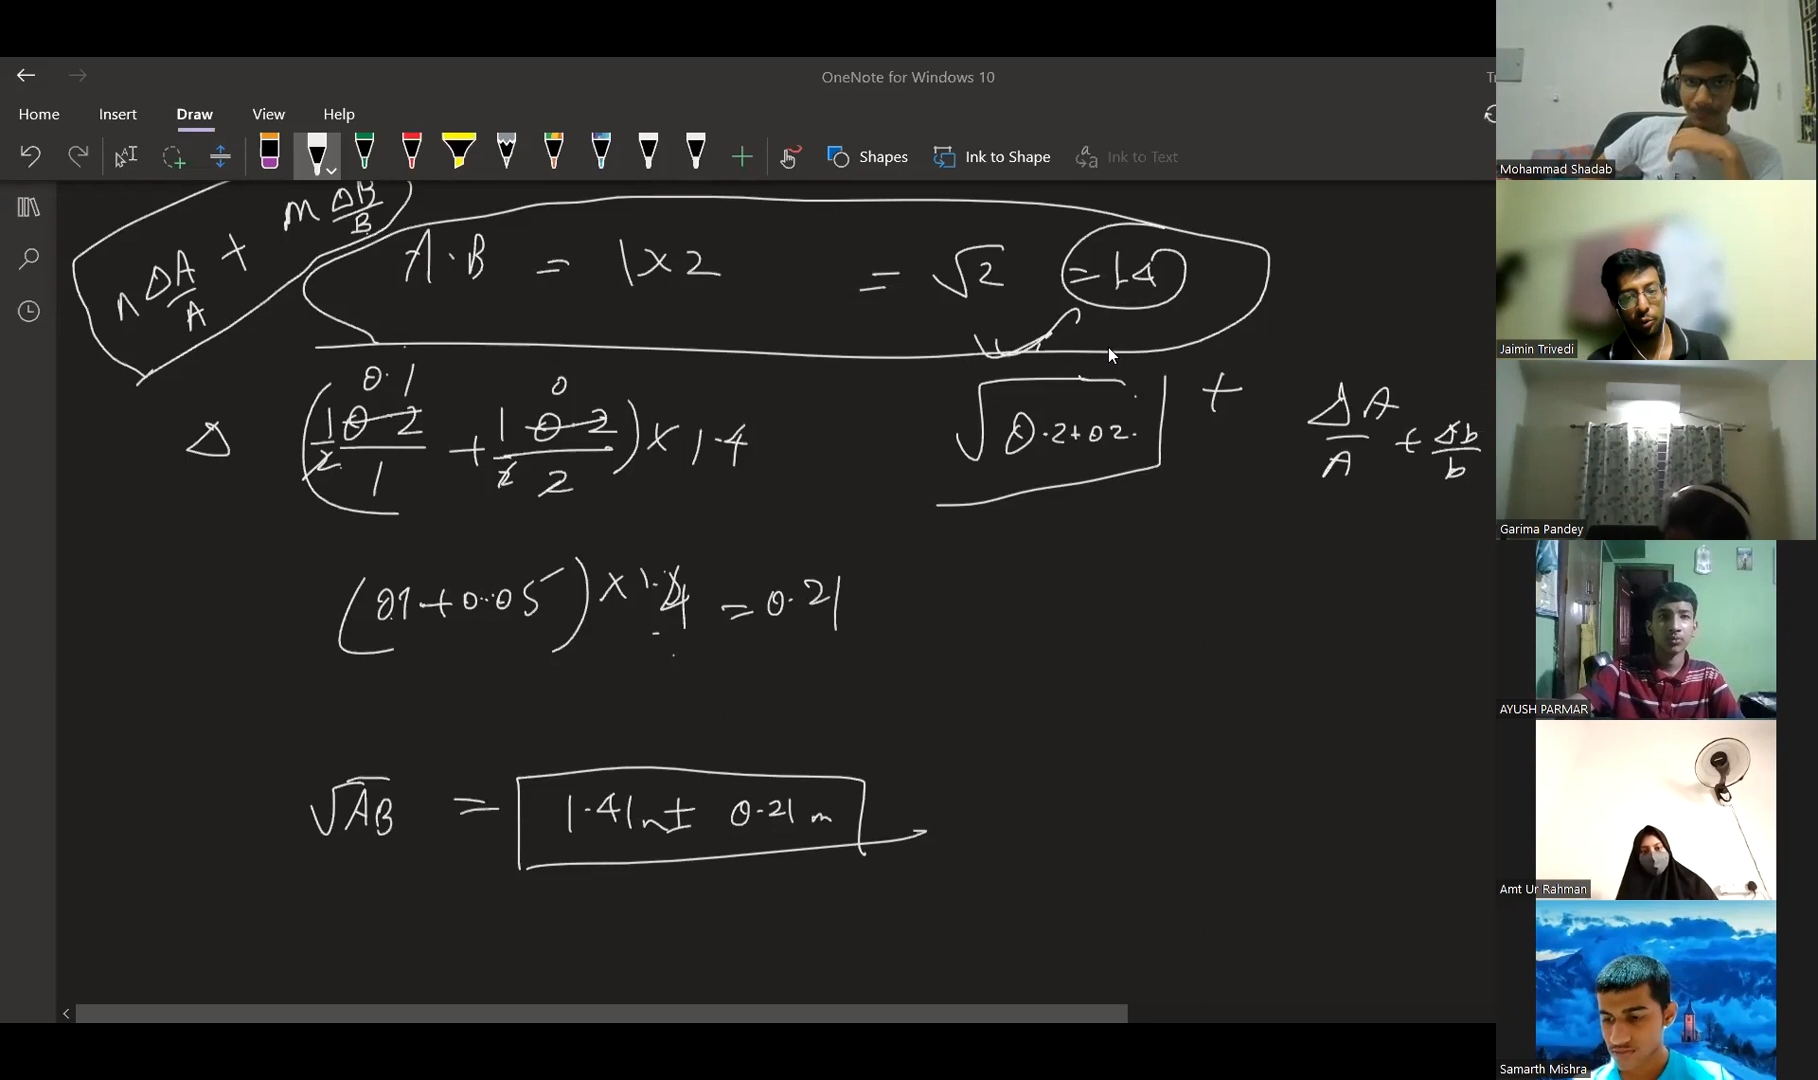 OneNote for Windows 10
Home Insert Draw View Help
Shapes Ink to Shape Ink to Text
n ΔA/A + m ΔB/B
A·B = 1×2 = √2 = 1.4
Δ (1/2 0.2/1 + 1/2 0.2/2) × 1.4
0.1 0
√0.2+0.2 + ΔA/A + Δb/b
(0.1+0.05) × 1.4 = 0.21
√AB = 1.41m ± 0.21 m
Mohammad Shadab
Jaimin Trivedi
Garima Pandey
AYUSH PARMAR
Amt Ur Rahman
Samarth Mishra